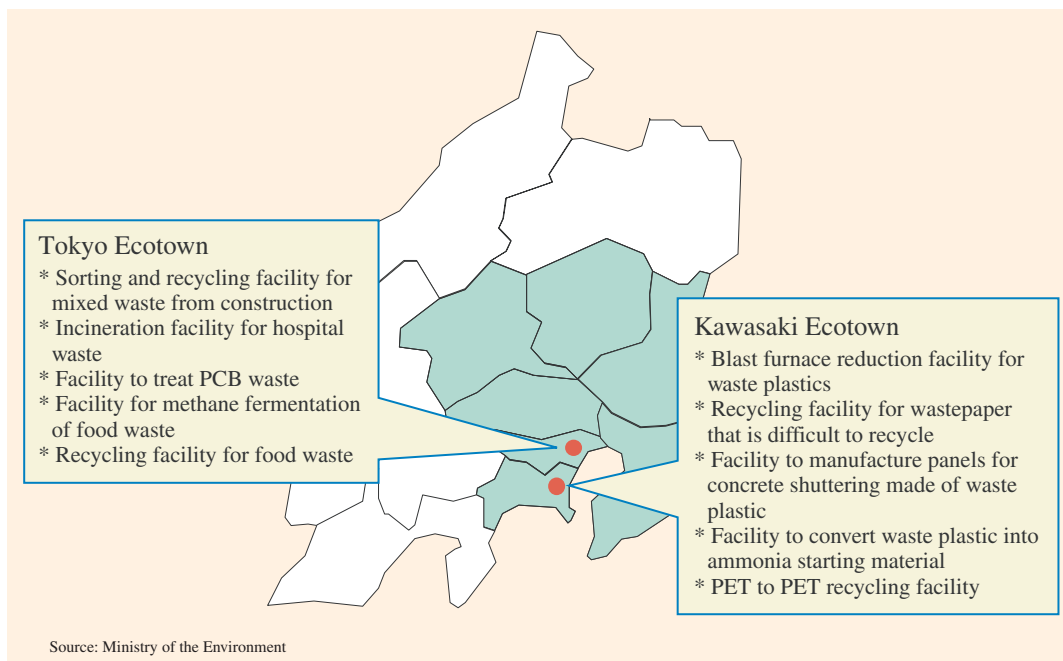 Tokyo Ecotown
* Sorting and recycling facility for
mixed waste from construction
* Incineration facility for hospital
waste
* Facility to treat PCB waste
* Facility for methane fermentation
of food waste
* Recycling facility for food waste
Kawasaki Ecotown
* Blast furnace reduction facility for
waste plastics
* Recycling facility for wastepaper
that is difficult to recycle
* Facility to manufacture panels for
concrete shuttering made of waste
plastic
* Facility to convert waste plastic into
ammonia starting material
* PET to PET recycling facility
Source: Ministry of the Environment